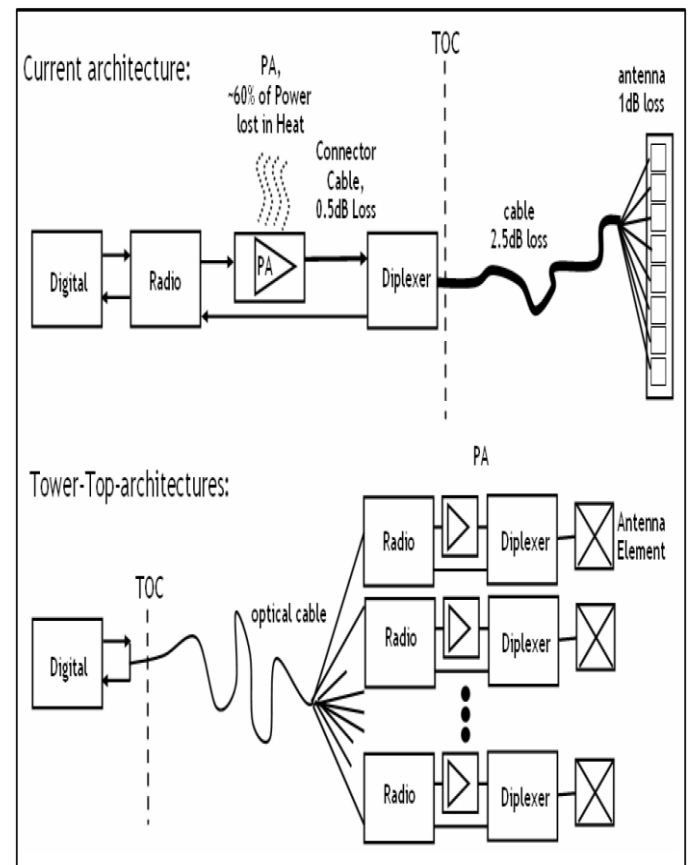 Current architecture:
PA,
~60% of Power
lost in Heat
TOC
antenna
1dB loss
Connector
Cable,
0.5dB Loss
cable
2.5dB loss
Digital
Radio
PA
Diplexer
Tower-Top-architectures:
PA
TOC
optical cable
Radio
Diplexer
Antenna
Element
Digital
Radio
Diplexer
Radio
Diplexer